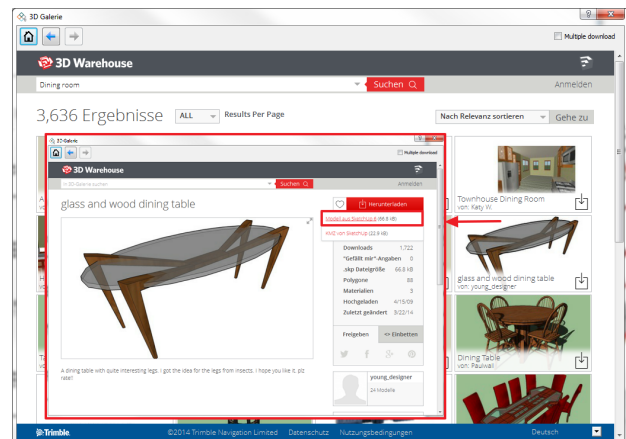 3D Galerie
Multiple download
3D Warehouse
Dining room
Suchen
Anmelden
3,636 Ergebnisse
ALL
Results Per Page
Nach Relevanz sortieren
Gehe zu
3D-Galerie
Multiple download
3D Warehouse
In 3D-Galerie suchen
Suchen
Anmelden
glass and wood dining table
Herunterladen
Modell aus SketchUp 8 (66.8 kB)
KMZ von SketchUp (22.9 kB)
Downloads 1,722
"Gefällt mir"-Angaben 0
.skp Dateigröße 66.8 kB
Polygone 88
Materialien 3
Hochgeladen 4/15/09
Zuletzt geändert 3/22/14
Freigeben
<> Einbetten
A dining table with quite interesting legs. I got the idea for the legs from insects. I hope you like it. plz
rate!!
young_designer
24 Modelle
Townhouse Dining Room
von: Katy W.
glass and wood dining table
von: young_designer
Dining Table
von: Paulwall
Trimble.
©2014 Trimble Navigation Limited
Datenschutz
Nutzungsbedingungen
Deutsch